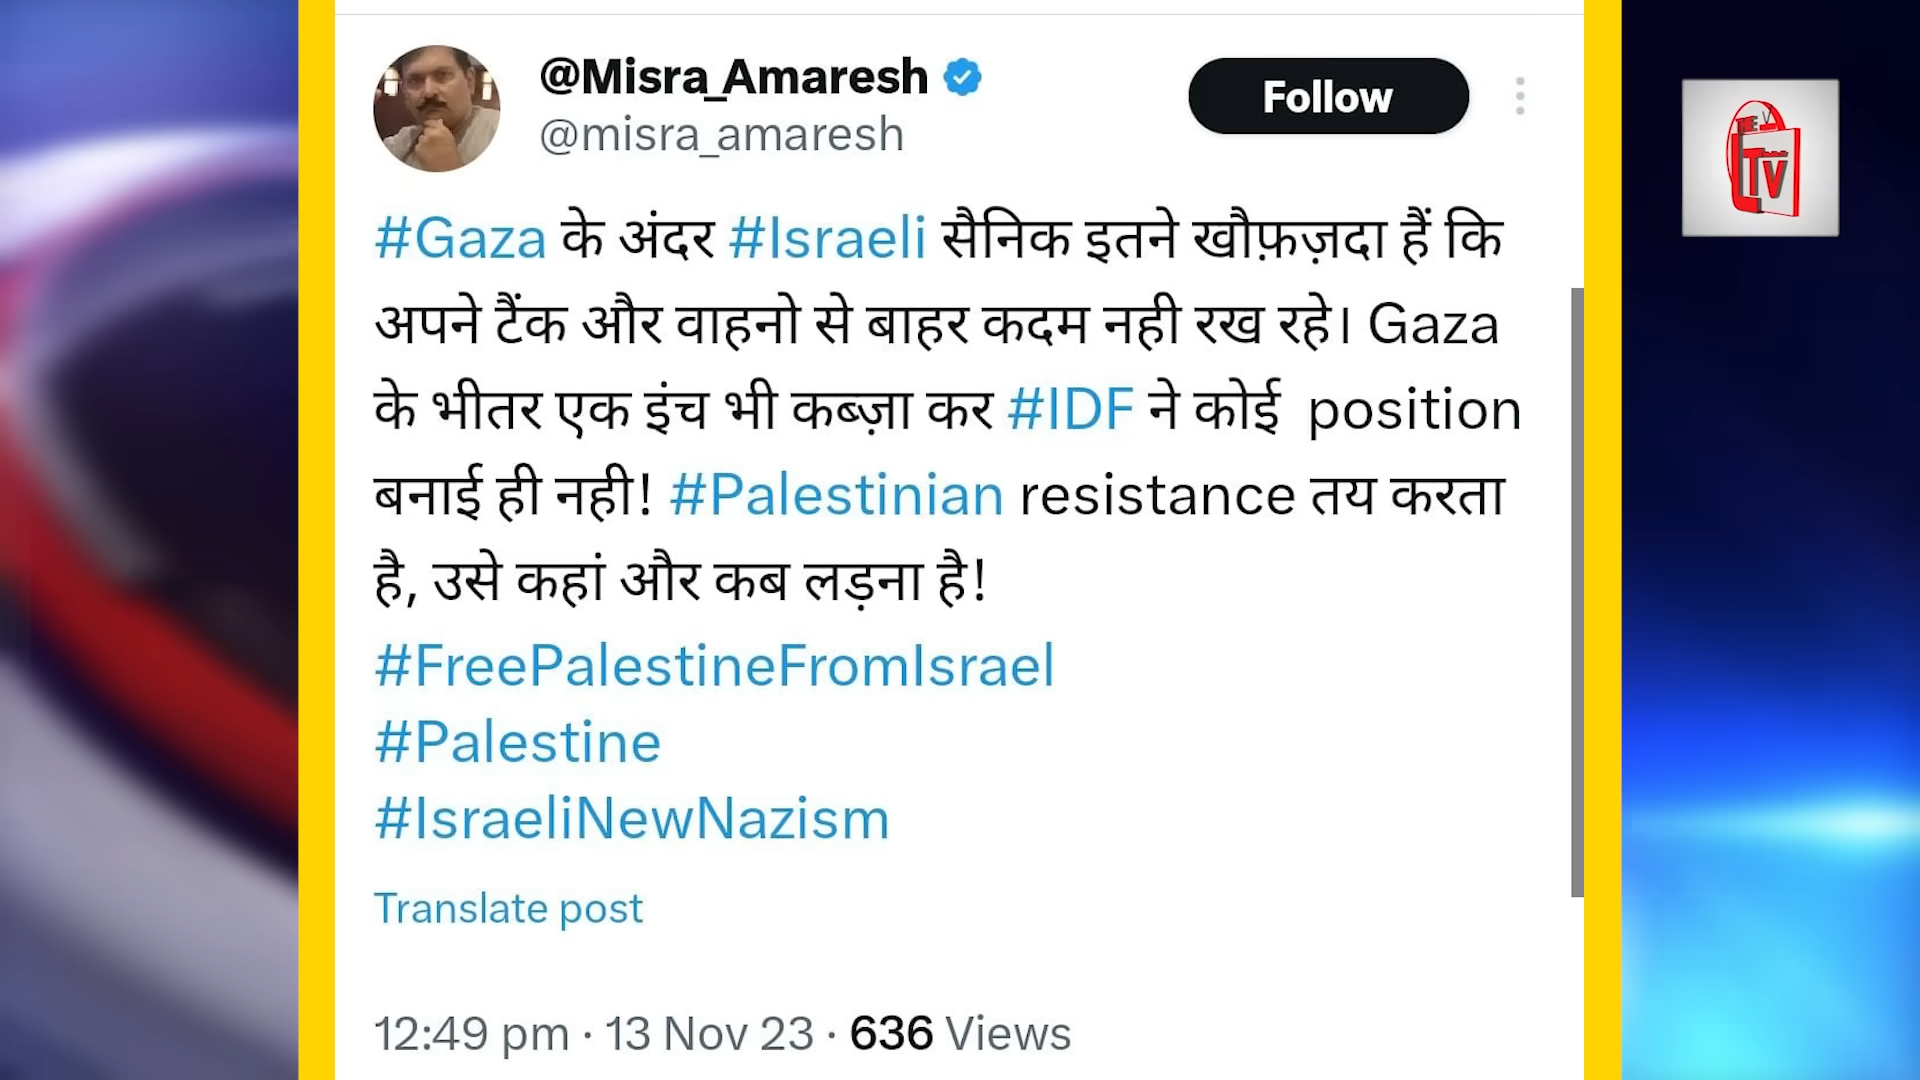 @Misra_Amaresh
@misra_amaresh
Follow
THE V
TV
#Gaza के अंदर #Israeli सैनिक इतने खौफ़ज़दा हैं कि
अपने टैंक और वाहनो से बाहर कदम नही रख रहे। Gaza
के भीतर एक इंच भी कब्ज़ा कर #IDF ने कोई position
बनाई ही नही! #Palestinian resistance तय करता
है, उसे कहां और कब लड़ना है!
#FreePalestineFromIsrael
#Palestine
#IsraeliNewNazism
Translate post
12:49 pm · 13 Nov 23 · 636 Views